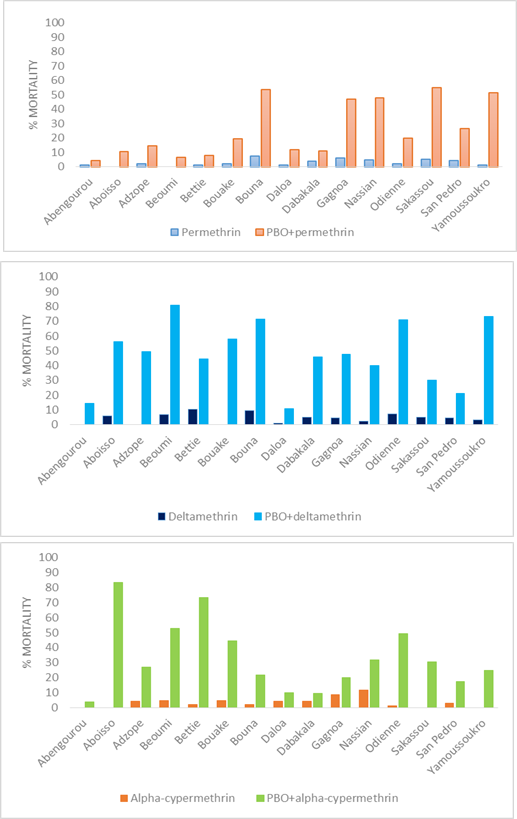 100
90
80
70
60
50
40
30
20
10
0
% MORTALITY
Abengourou
Aboisso
Adzope
Beoumi
Bettie
Bouake
Bouna
Daloa
Dabakala
Gagnoa
Nassian
Odienne
Sakassou
San Pedro
Yamoussoukro
Permethrin PBO+permethrin
100
90
80
70
60
50
40
30
20
10
0
% MORTALITY
Abengourou
Aboisso
Adzope
Beoumi
Bettie
Bouake
Bouna
Daloa
Dabakala
Gagnoa
Nassian
Odienne
Sakassou
San Pedro
Yamoussoukro
Deltamethrin PBO+deltamethrin
100
90
80
70
60
50
40
30
20
10
0
% MORTALITY
Abengourou
Aboisso
Adzope
Beoumi
Bettie
Bouake
Bouna
Daloa
Dabakala
Gagnoa
Nassian
Odienne
Sakassou
San Pedro
Yamoussoukro
Alpha-cypermethrin PBO+alpha-cypermethrin